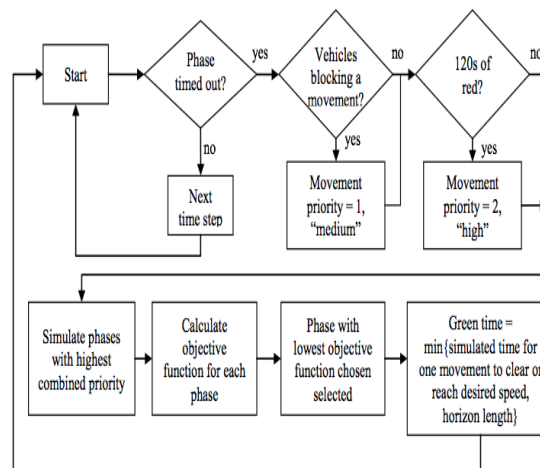 Start
Phase
timed out?
yes
no
Next
time step
Vehicles
blocking a
movement?
no
yes
Movement
priority = 1,
“medium”
120s of
red?
no
yes
Movement
priority = 2,
“high”
Simulate phases
with highest
combined priority
Calculate
objective
function for each
phase
Phase with
lowest objective
function chosen
selected
Green time =
min{simulated time for
one movement to clear or
reach desired speed,
horizon length}